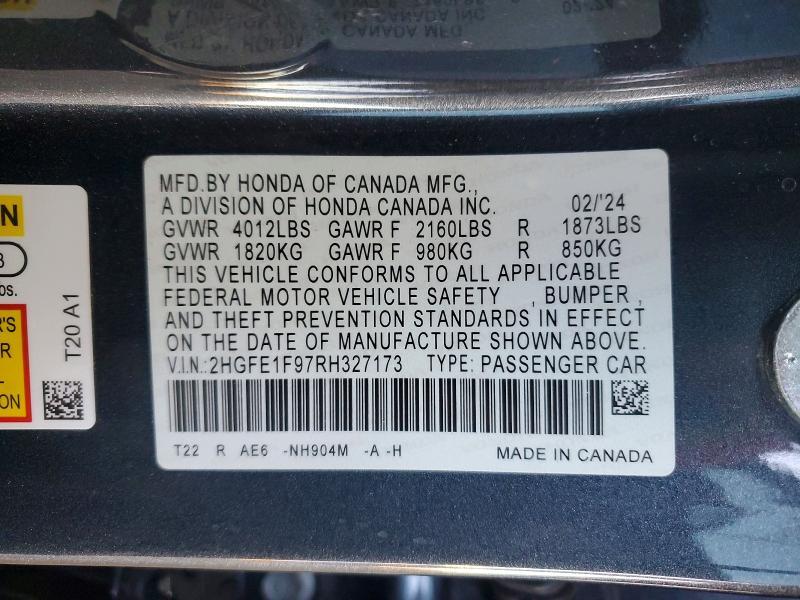 MFD.BY HONDA OF CANADA MFG.,
A DIVISION OF HONDA CANADA INC. 02/'24
GVWR 4012LBS GAWR F 2160LBS R 1873LBS
GVWR 1820KG GAWR F 980KG R 850KG
THIS VEHICLE CONFORMS TO ALL APPLICABLE
FEDERAL MOTOR VEHICLE SAFETY , BUMPER ,
AND THEFT PREVENTION STANDARDS IN EFFECT
ON THE DATE OF MANUFACTURE SHOWN ABOVE.
V.I.N.: 2HGFE1F97RH327173 TYPE: PASSENGER CAR
T22 R AE6 -NH904M -A -H MADE IN CANADA
T20 A1